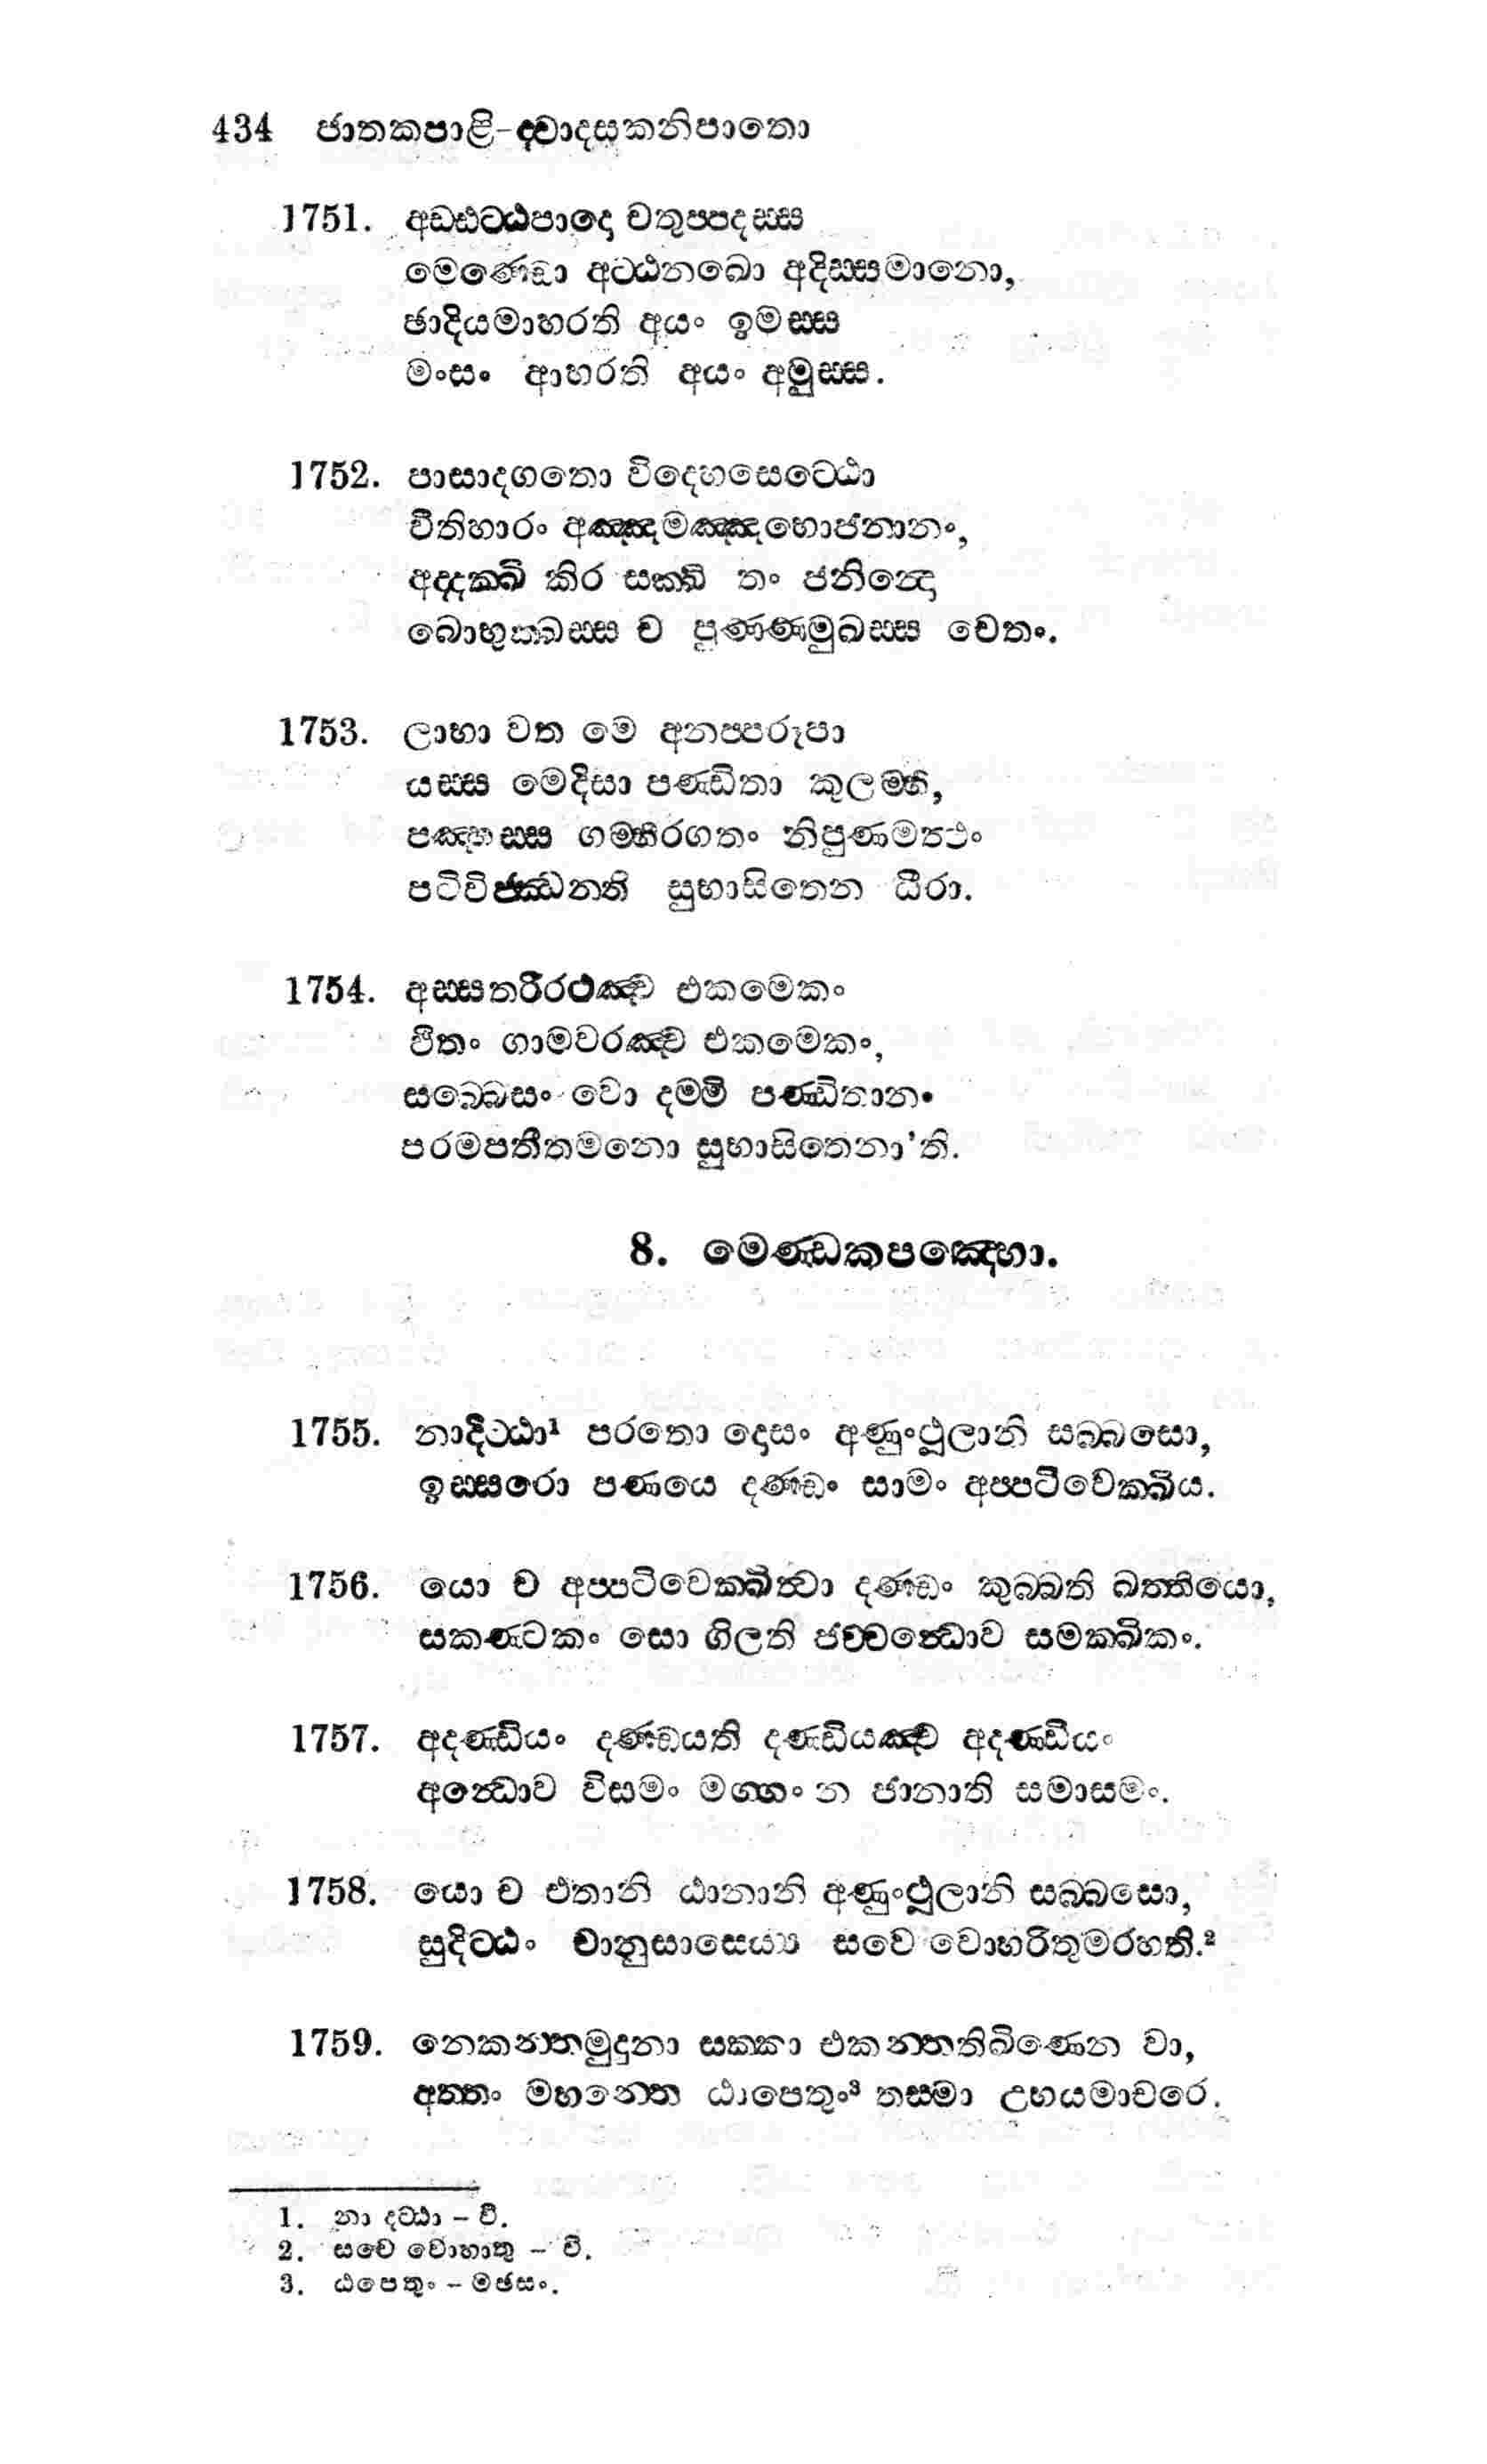 434 ජාතකපාළි-ද්වාදසකනිපාතො
1751. අඩ්ඪට්ඨපාදො චතුප්පදස්ස
මෙණ්ඩො අට්ඨනඛො අදිස්සමානො,
ඡාදියමාහරති අයං ඉමස්ස
මංසං ආහරති අයං අමුස්ස.
1752. පාසාදගතො විදෙහසෙට්ඨො
වීතිහාරං අඤ්ඤමඤ්ඤභොජනානං,
අද්දක්ඛි කිර සක්ඛි තං ජනින්දො
බොභුක්ඛස්ස ච පුණ්ණමුඛස්ස චෙතං.
1753. ලාභා වත මෙ අනප්පරූපා
යස්ස මෙදිසා පණ්ඩිතා කුලම්හි,
පඤ්හස්ස ගම්භීරගතං නිපුණමත්ථං
පටිවිජ්ඣන්ති සුභාසිතෙන ධීරා.
1754. අස්සතරීරථඤ්ච එකමෙකං
ඵීතං ගාමවරඤ්ච එකමෙකං,
සබ්බෙසං වො දම්මි පණ්ඩිතානං
පරමපතීතමනො සුභාසිතෙනා’ති.
8. මෙණ්ඩකපඤ්හො.
1755. නාදිට්ඨා¹ පරතො දොසං අණුංථූලානි සබ්බසො,
ඉස්සරො පණයෙ දණ්ඩං සාමං අප්පටිවෙක්ඛිය.
1756. යො ච අප්පටිවෙක්ඛිත්වා දණ්ඩං කුබ්බති ඛත්තියො,
සකණ්ටකං සො ගිලති ජච්චන්ධොව සමක්ඛිකං.
1757. අදණ්ඩියං දණ්ඩයති දණ්ඩියඤ්ච අදණ්ඩියං
අන්ධොව විසමං මග්ගං න ජානාති සමාසමං.
1758. යො ච එතානි ඨානානි අණුංථූලානි සබ්බසො,
සුදිට්ඨං චානුසාසෙය්‍ය සවෙ වොහරිතුමරහති.²
1759. නෙකන්තමුදුනා සක්කා එකන්තතිඛිණෙන වා,
අත්තං මහන්තෙ ඨාපෙතුං³ තස්මා උභයමාචරෙ.
1. නා දට්ඨා – වී.
2. සචෙ වොහාතු – වී.
3. ඨපෙතුං – මඡසං.